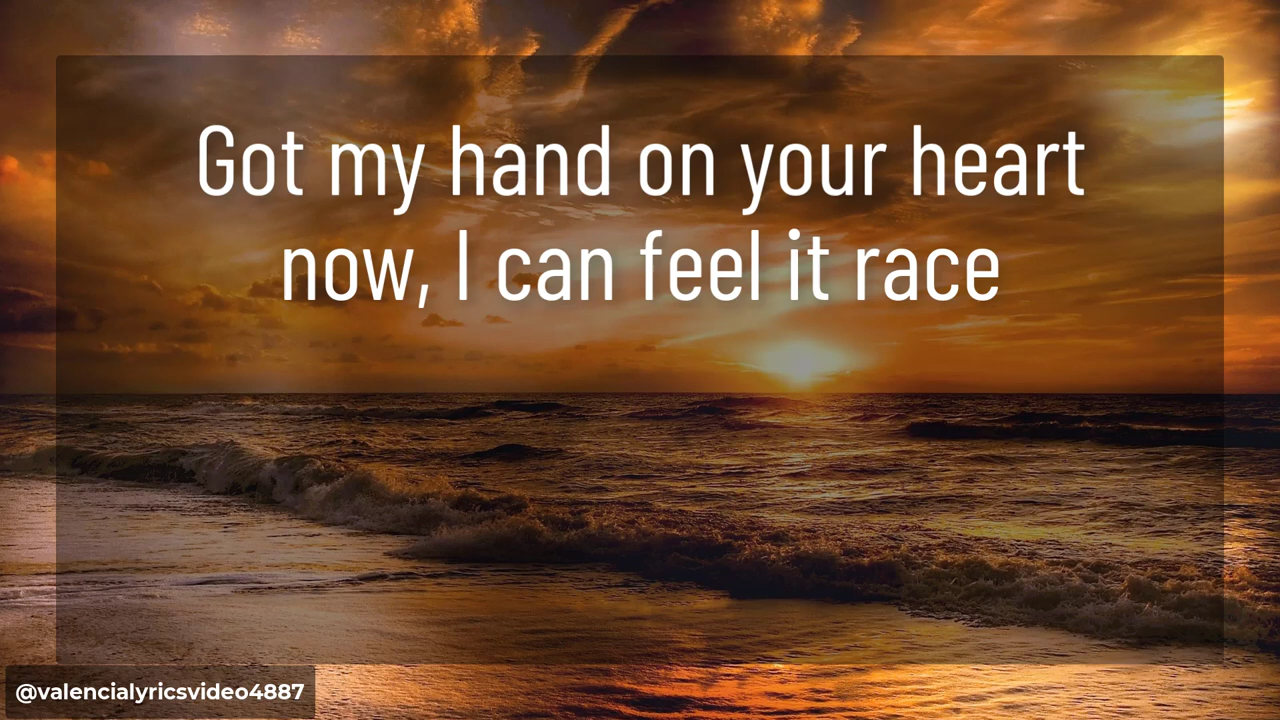 Got my hand on your heart
now, I can feel it race
@valencialyricsvideo4887